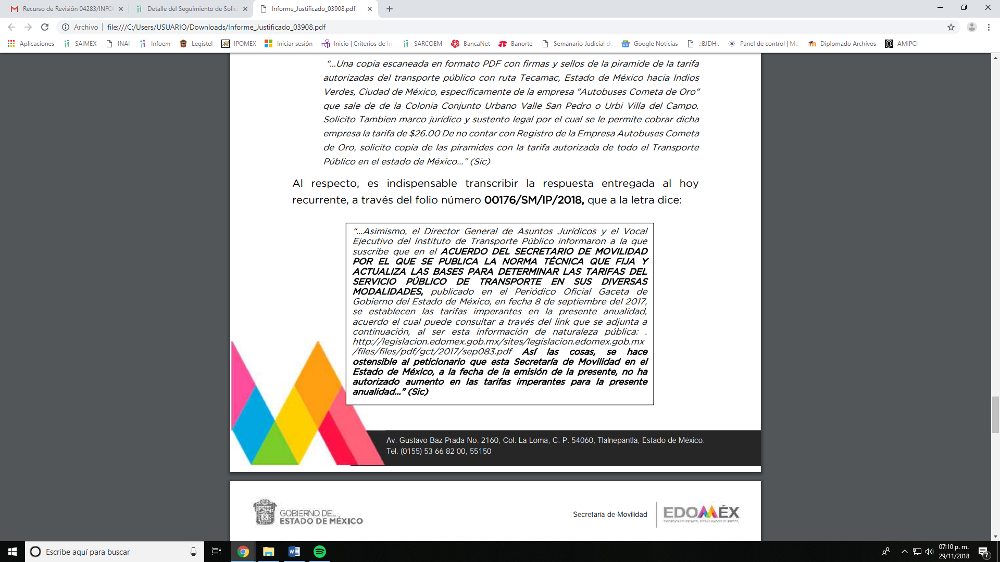 Recurso de Revisión 04283/INFO
Detalle del Seguimiento de Solici
Informe_Justificado_03908.pdf
Archivo
file:///C:/Users/USUARIO/Downloads/Informe_Justificado_03908.pdf
Aplicaciones
SAIMEX
INAI
Infoem
Legistel
IPOMEX
Iniciar sesión
Inicio | Criterios de In
SARCOEM
BancaNet
Banorte
Semanario Judicial de
Google Noticias
.:BJDH:.
Panel de control | Mé
Diplomado Archivos
AMIPCI
“...Una copia escaneada en formato PDF con firmas y sellos de la piramide de la tarifa
autorizadas del transporte público con ruta Tecamac, Estado de México hacia Indios
Verdes, Ciudad de México, específicamente de la empresa "Autobuses Cometa de Oro"
que sale de de la Colonia Conjunto Urbano Valle San Pedro o Urbi Villa del Campo.
Solicito Tambien marco jurídico y sustento legal por el cual se le permite cobrar dicha
empresa la tarifa de $26.00 De no contar con Registro de la Empresa Autobuses Cometa
de Oro, solicito copia de las piramides con la tarifa autorizada de todo el Transporte
Público en el estado de México...” (Sic)
Al respecto, es indispensable transcribir la respuesta entregada al hoy
recurrente, a través del folio número 00176/SM/IP/2018, que a la letra dice:
“...Asimismo, el Director General de Asuntos Jurídicos y el Vocal
Ejecutivo del Instituto de Transporte Público informaron a la que
suscribe que en el ACUERDO DEL SECRETARIO DE MOVILIDAD
POR EL QUE SE PUBLICA LA NORMA TÉCNICA QUE FIJA Y
ACTUALIZA LAS BASES PARA DETERMINAR LAS TARIFAS DEL
SERVICIO PÚBLICO DE TRANSPORTE EN SUS DIVERSAS
MODALIDADES, publicado en el Periódico Oficial Gaceta de
Gobierno del Estado de México, en fecha 8 de septiembre del 2017,
se establecen las tarifas imperantes en la presente anualidad,
acuerdo el cual puede consultar a través del link que se adjunta a
continuación, al ser esta información de naturaleza pública: .
http://legislacion.edomex.gob.mx/sites/legislacion.edomex.gob.mx
/files/files/pdf/gct/2017/sep083.pdf Así las cosas, se hace
ostensible al peticionario que esta Secretaría de Movilidad en el
Estado de México, a la fecha de la emisión de la presente, no ha
autorizado aumento en las tarifas imperantes para la presente
anualidad...” (Sic)
Av. Gustavo Baz Prada No. 2160, Col. La Loma, C. P. 54060, Tlalnepantla, Estado de México.
Tel. (0155) 53 66 82 00, 55150
GOBIERNO DEL
ESTADO DE MÉXICO
Secretaría de Movilidad
EDOMÉX
DECISIONES FIRMES, RESULTADOS FUERTES.
Escribe aquí para buscar
07:10 p. m.
29/11/2018
7